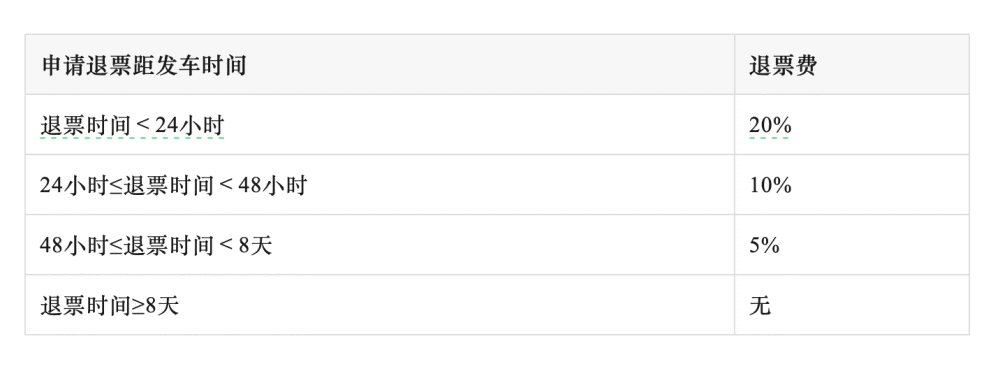 申请退票距发车时间 退票费
退票时间 < 24小时 20%
24小时≤退票时间 < 48小时 10%
48小时≤退票时间 < 8天 5%
退票时间≥8天 无